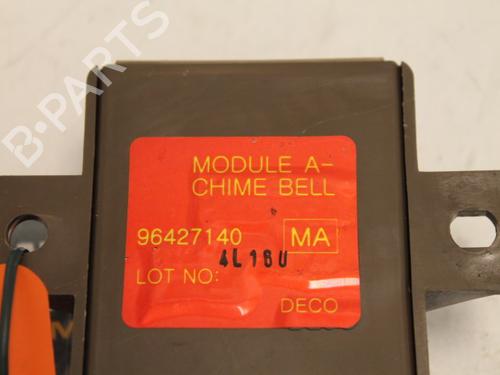 B-PARTS
MODULE A-
CHIME BELL
96427140 MA
4L16U
LOT NO:
DECO